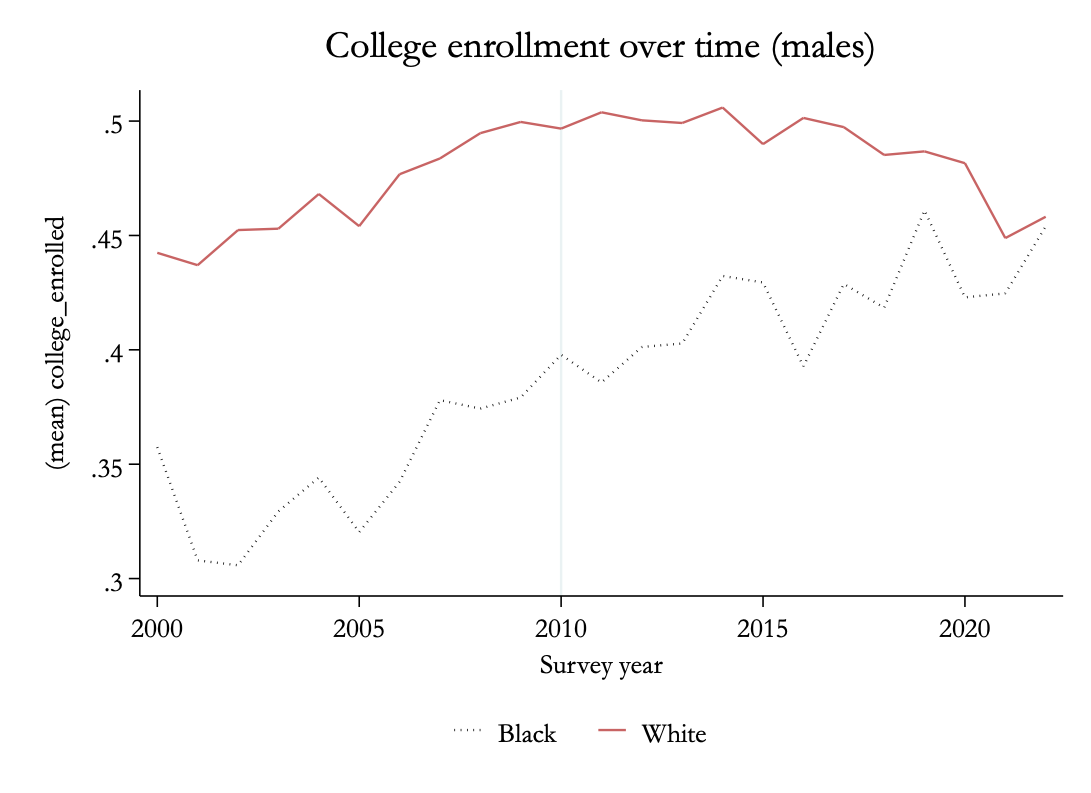 College enrollment over time (males)
(mean) college_enrolled
.5
.45
.4
.35
.3
2000 2005 2010 2015 2020
Survey year
Black White